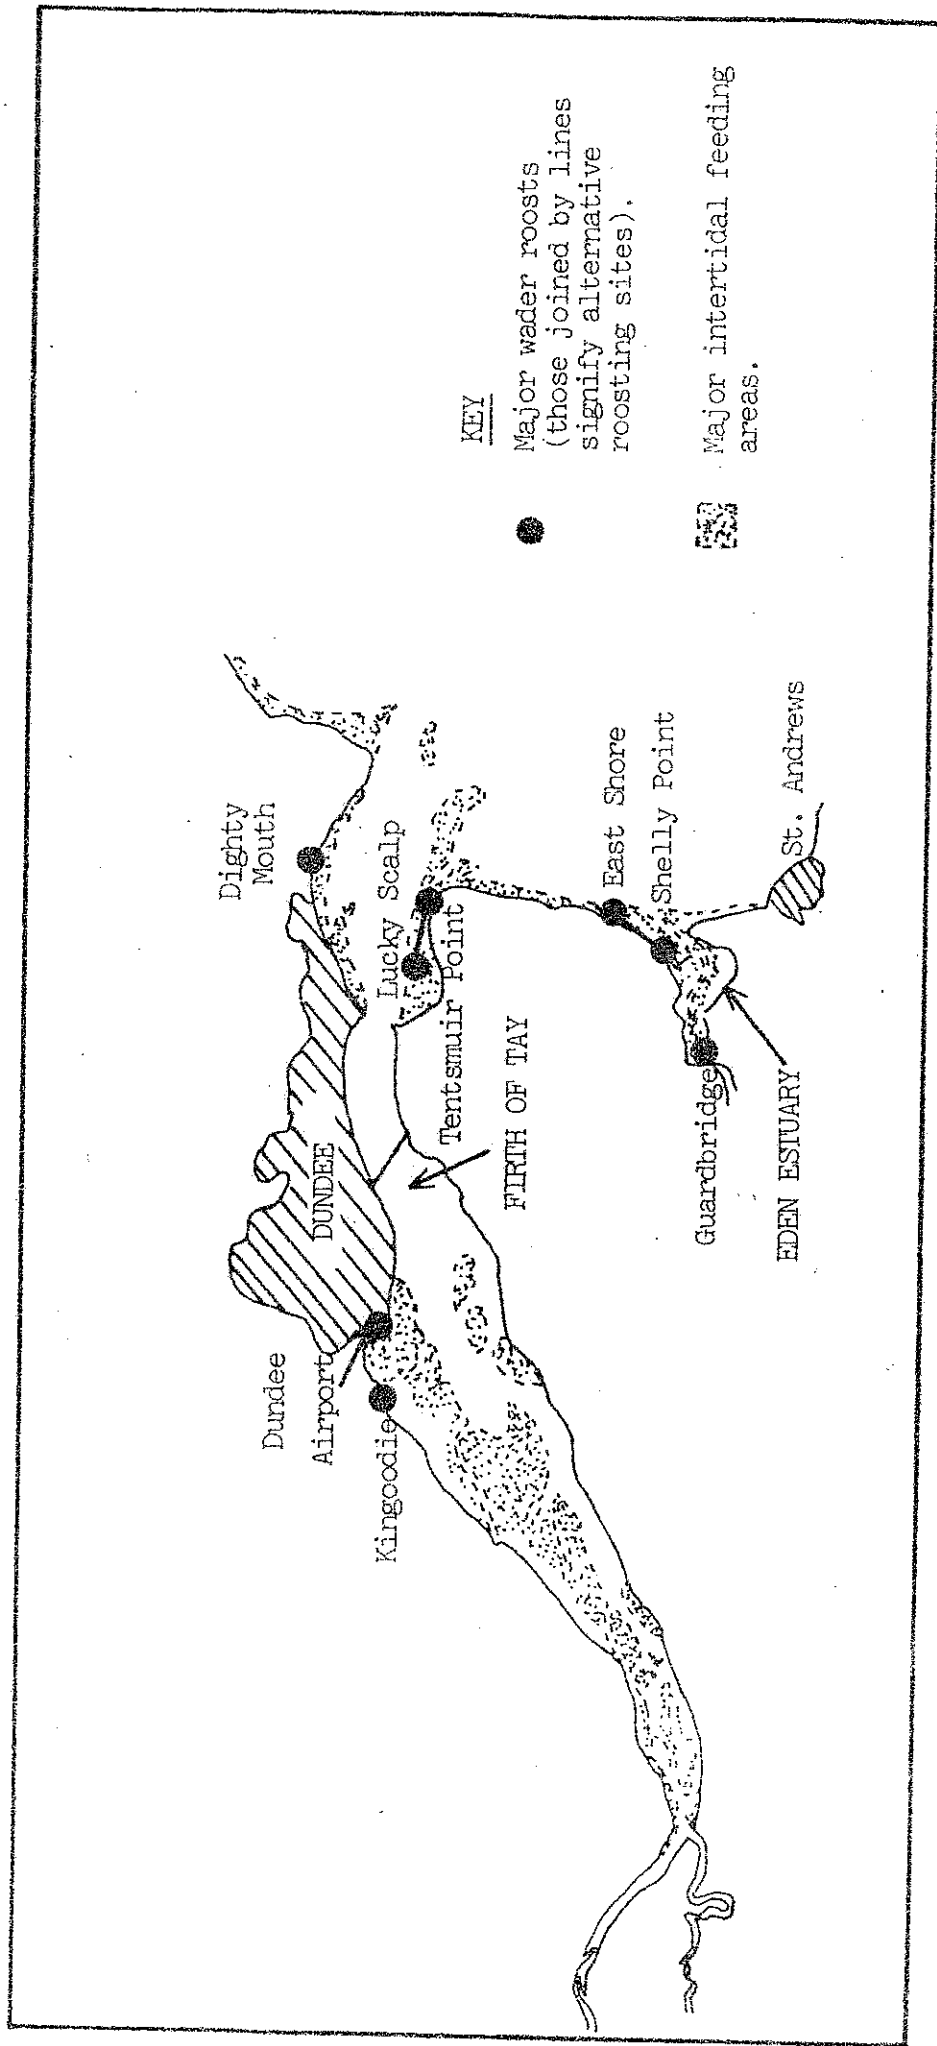 Dighty
Mouth
Lucky Scalp
Tentsmuir Point
DUNDEE
Dundee
Airport
Kingoodie
FIRTH OF TAY
East Shore
Shelly Point
Guardbridge
EDEN ESTUARY
St. Andrews
KEY
Major wader roosts
(those joined by lines
signify alternative
roosting sites).
Major intertidal feeding
areas.